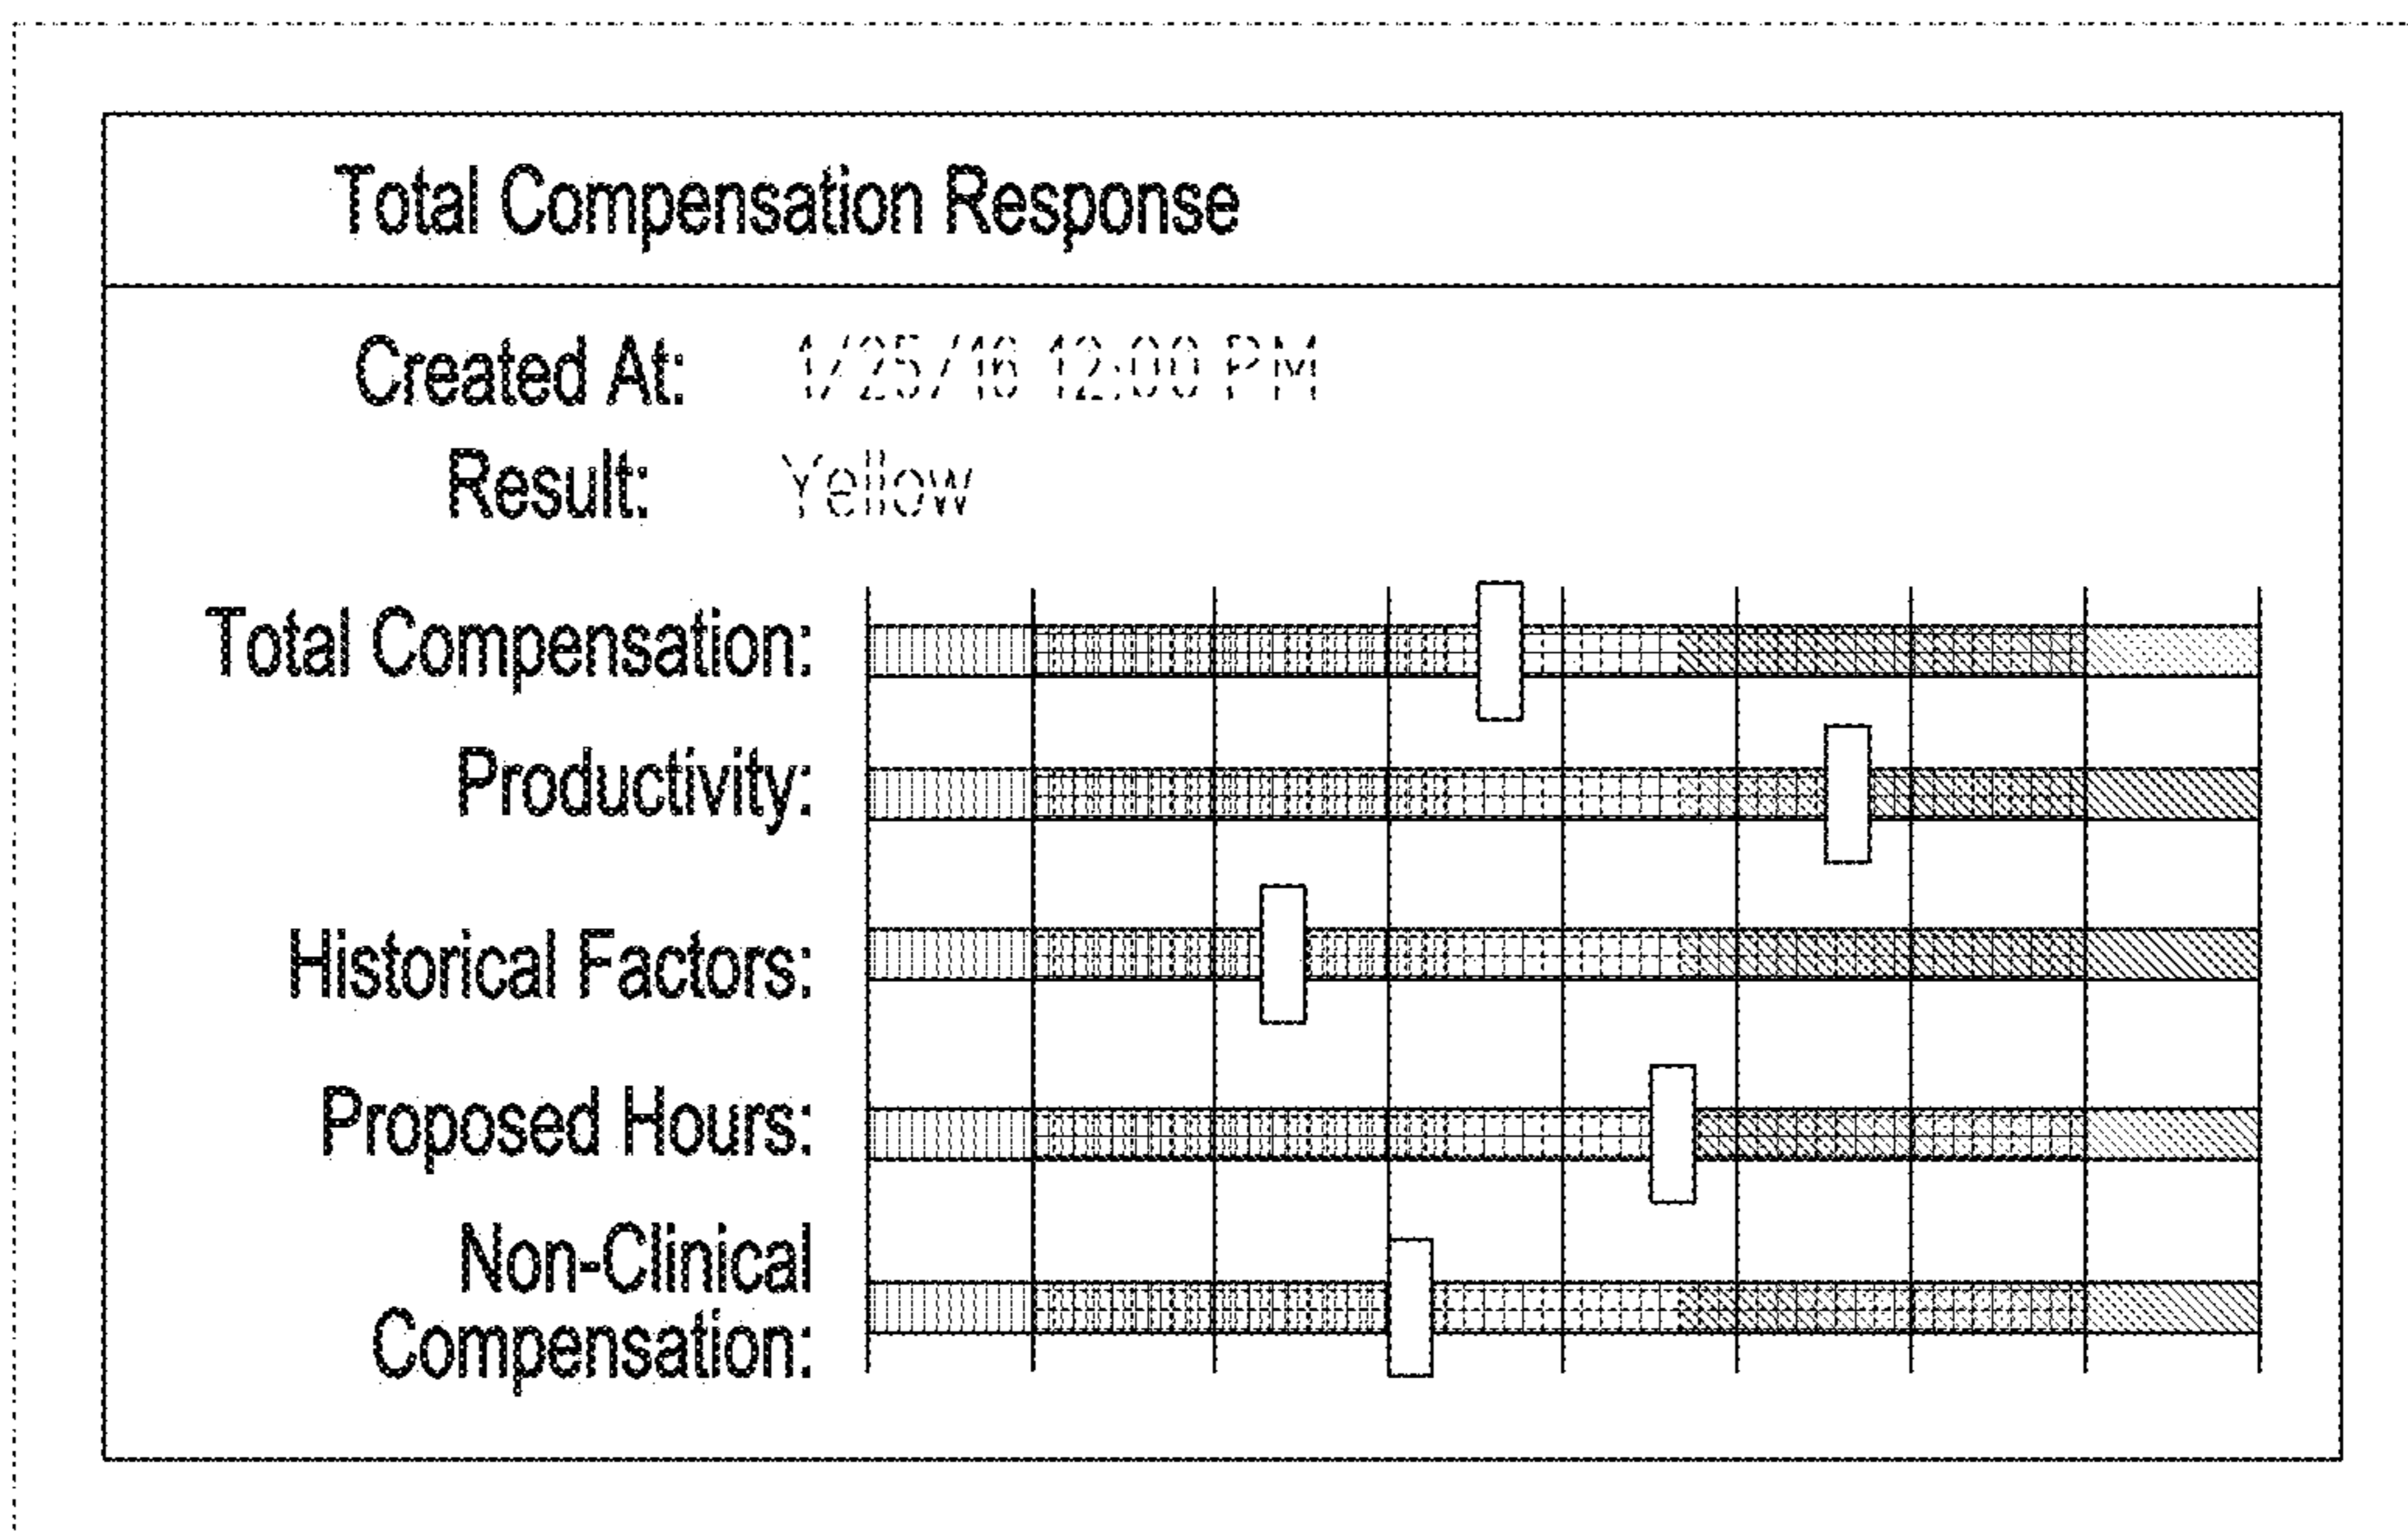 Total Compensation Response
Created At: 1/25/16 12:00 PM
Result: Yellow
Total Compensation:
Productivity:
Historical Factors:
Proposed Hours:
Non-Clinical
Compensation: